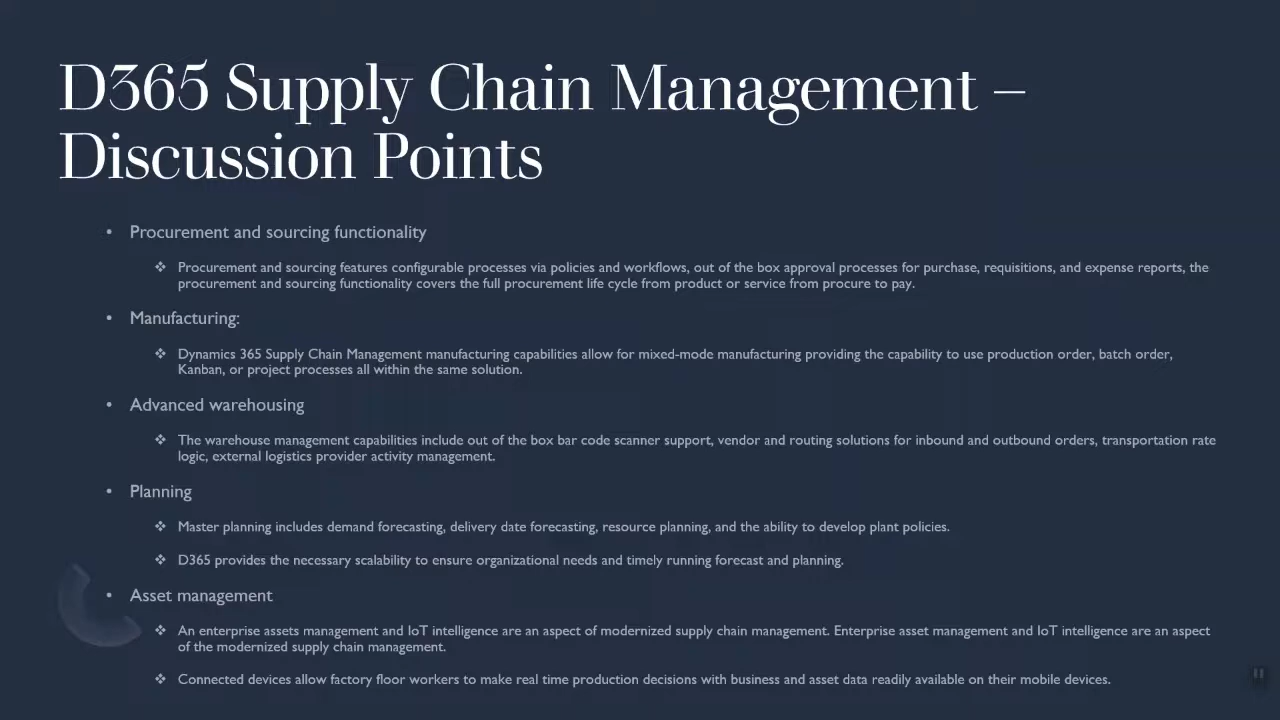 D365 Supply Chain Management –
Discussion Points
• Procurement and sourcing functionality
❖ Procurement and sourcing features configurable processes via policies and workflows, out of the box approval processes for purchase, requisitions, and expense reports, the
procurement and sourcing functionality covers the full procurement life cycle from product or service from procure to pay.
• Manufacturing:
❖ Dynamics 365 Supply Chain Management manufacturing capabilities allow for mixed-mode manufacturing providing the capability to use production order, batch order,
Kanban, or project processes all within the same solution.
• Advanced warehousing
❖ The warehouse management capabilities include out of the box bar code scanner support, vendor and routing solutions for inbound and outbound orders, transportation rate
logic, external logistics provider activity management.
• Planning
❖ Master planning includes demand forecasting, delivery date forecasting, resource planning, and the ability to develop plant policies.
❖ D365 provides the necessary scalability to ensure organizational needs and timely running forecast and planning.
• Asset management
❖ An enterprise assets management and IoT intelligence are an aspect of modernized supply chain management. Enterprise asset management and IoT intelligence are an aspect
of the modernized supply chain management.
❖ Connected devices allow factory floor workers to make real time production decisions with business and asset data readily available on their mobile devices.